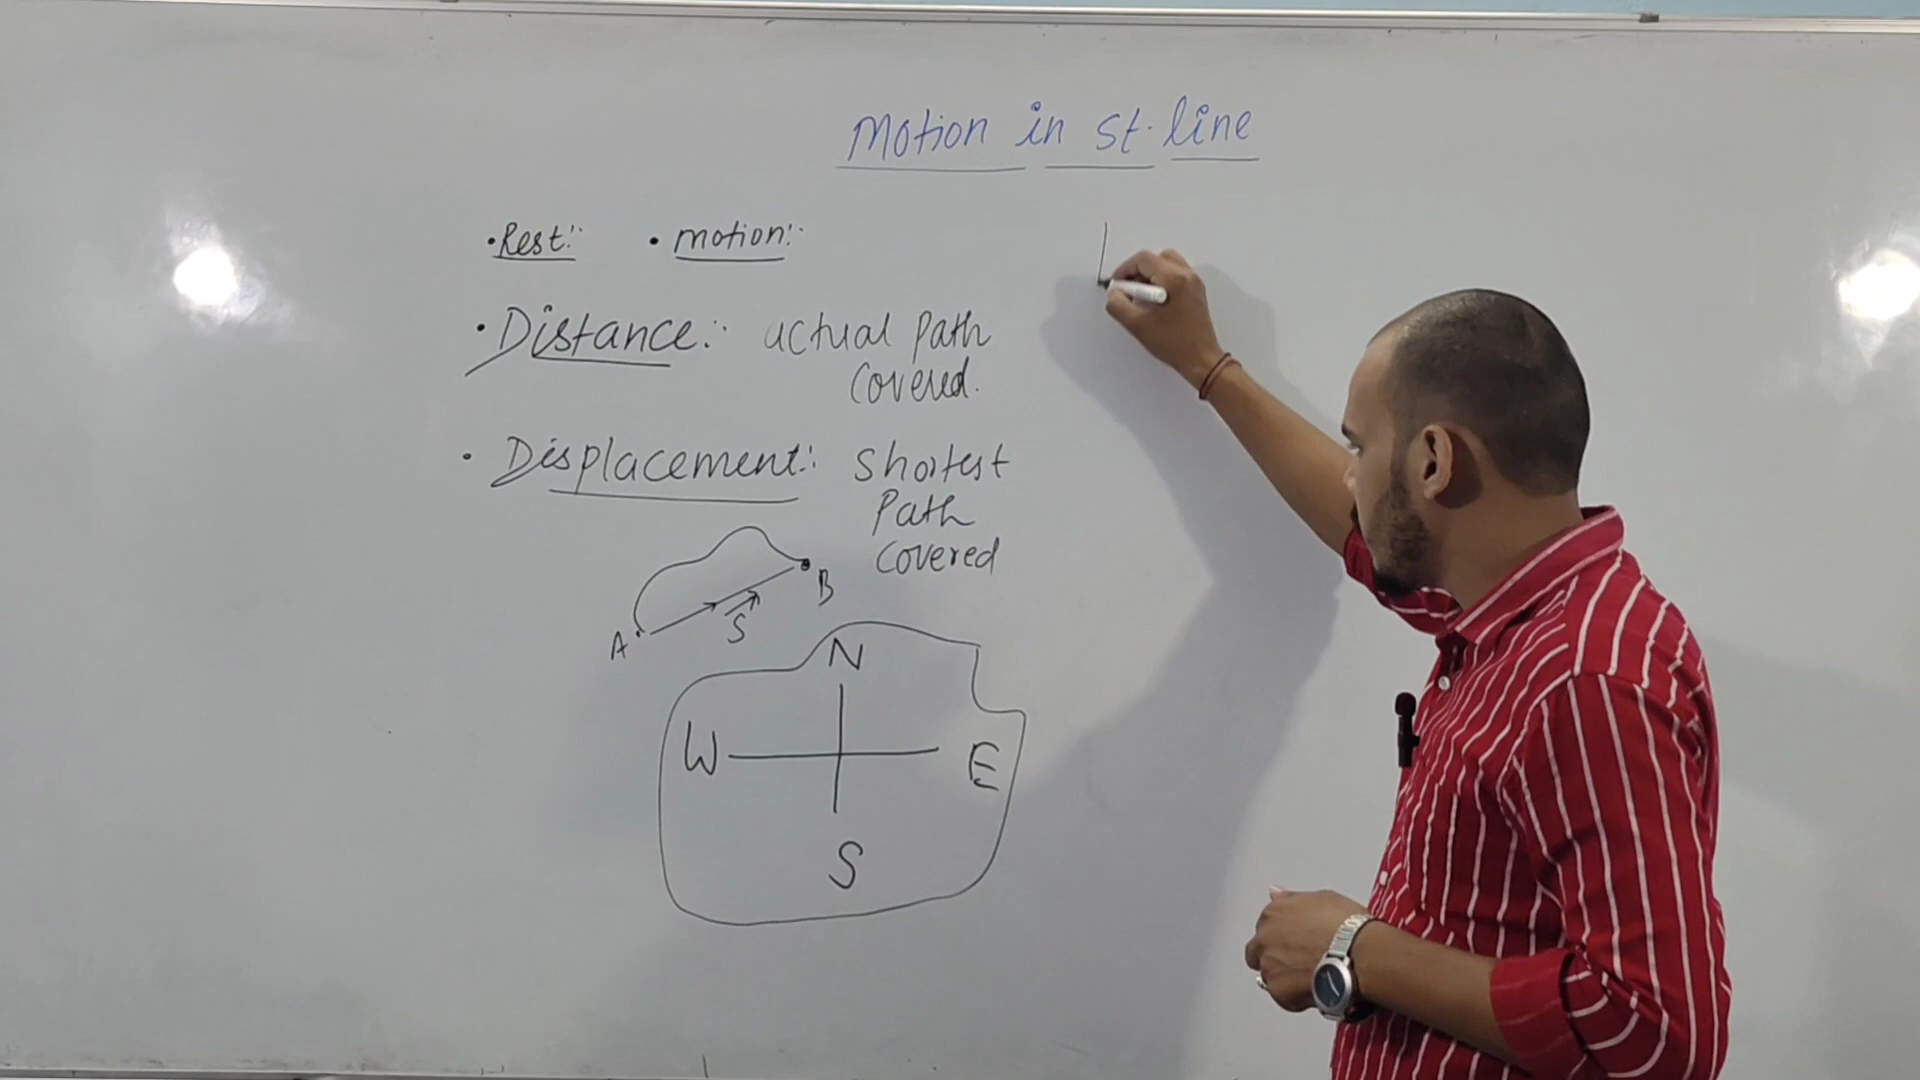 Motion in st. line
• Rest:- • motion:-
• Distance:- actual path
covered.
• Displacement:- shortest
path
covered
B
S
A
N
W E
S